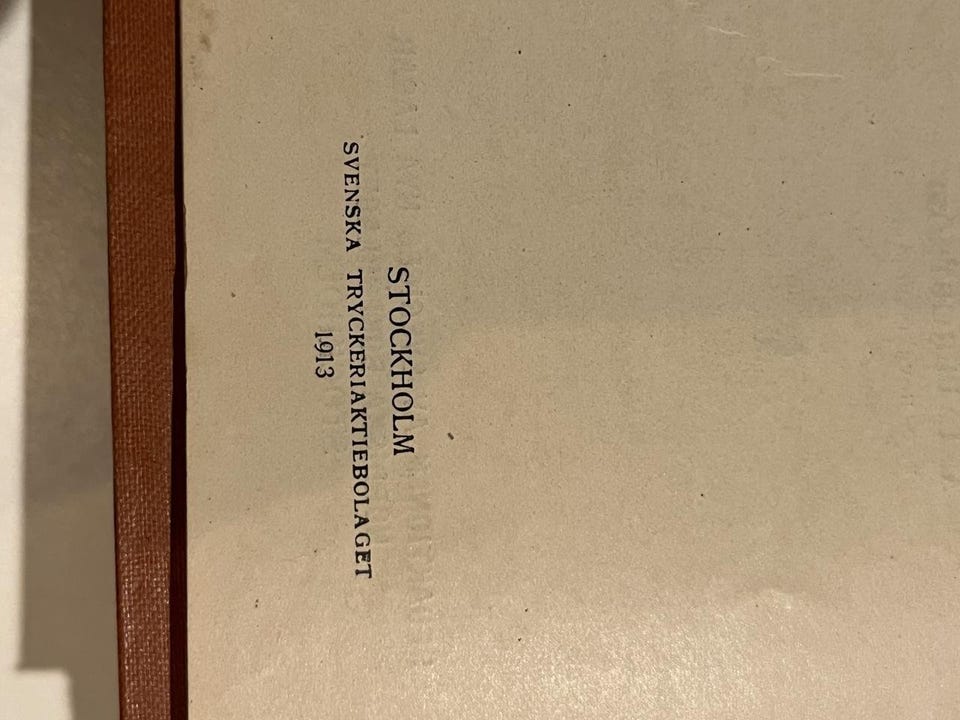 STOCKHOLM
SVENSKA TRYCKERIAKTIEBOLAGET
1913